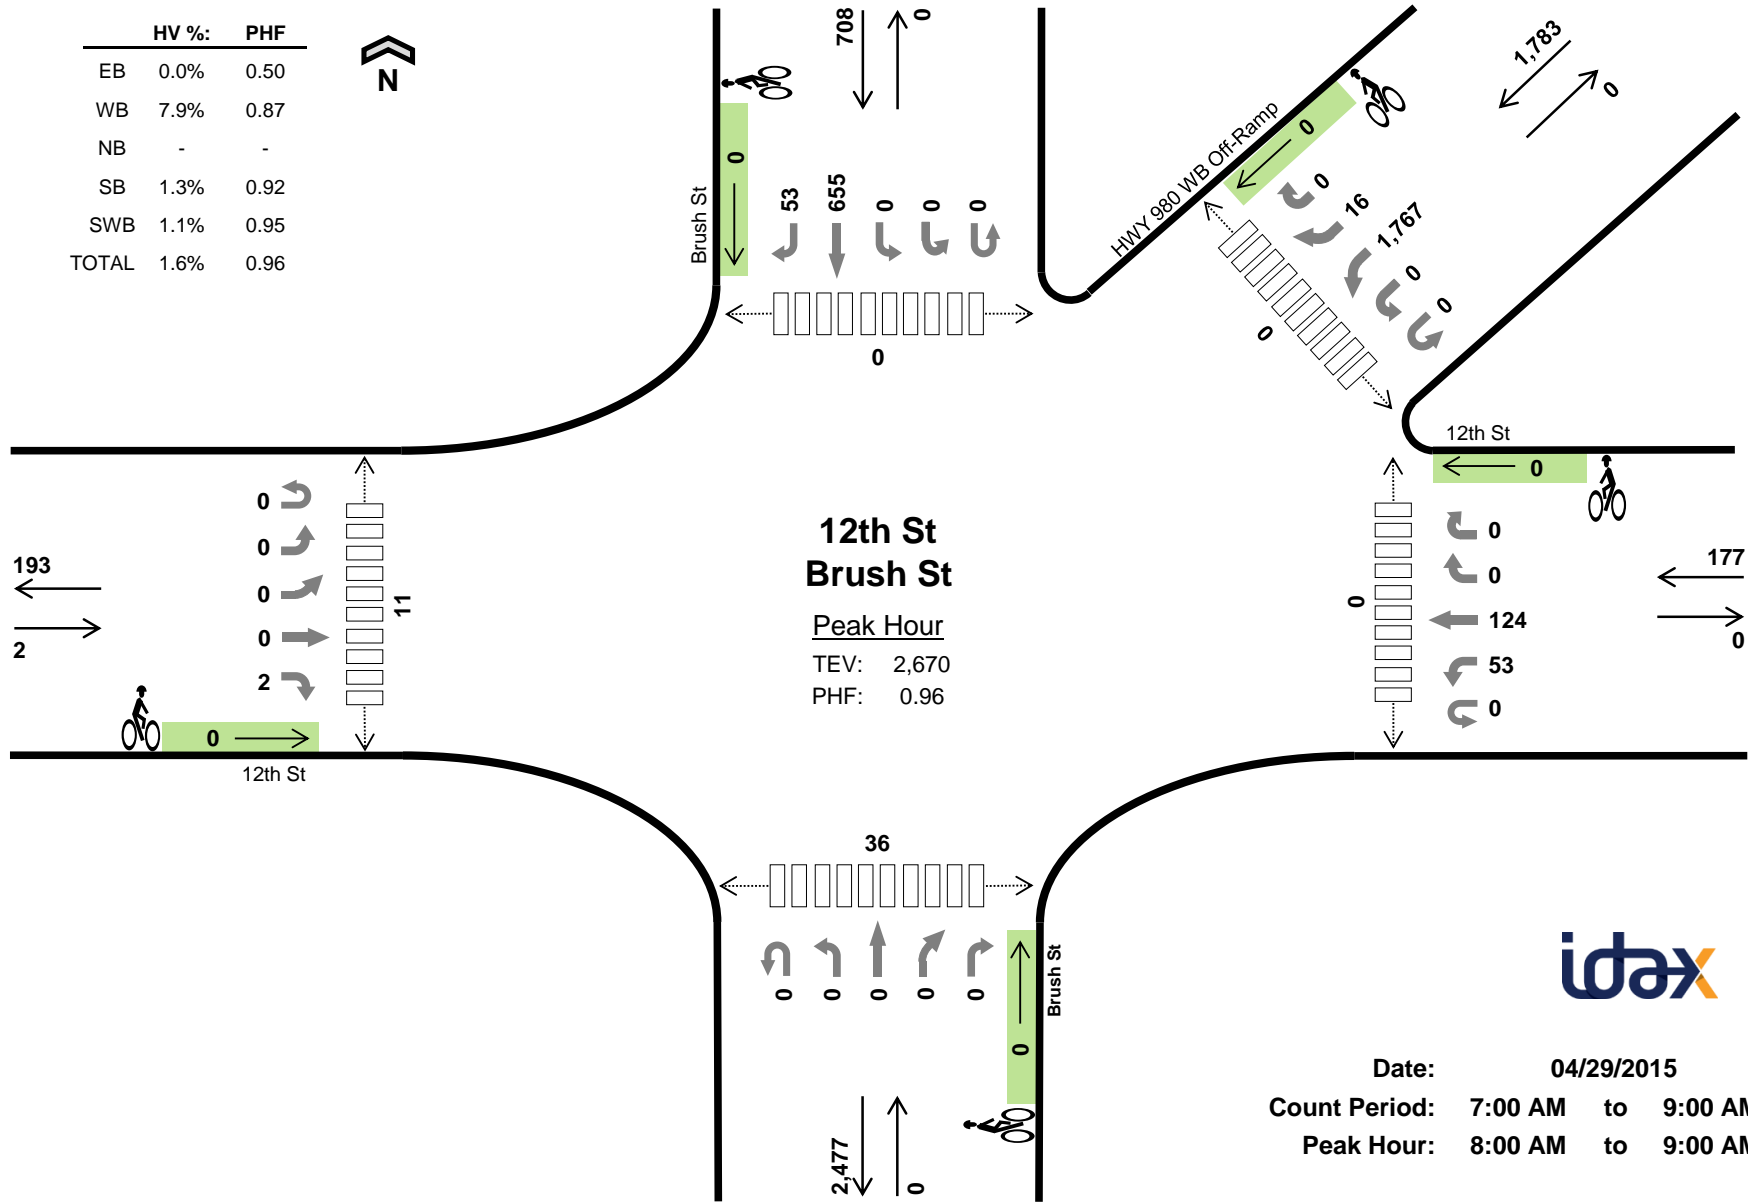 HV %: PHF
EB 0.0% 0.50
WB 7.9% 0.87
NB - -
SB 1.3% 0.92
SWB 1.1% 0.95
TOTAL 1.6% 0.96
N
708
0
1,783
0
Brush St
0
53
655
0
0
0
0
HWY 980 WB Off-Ramp
0
0
16
1,767
0
0
0
12th St
0
0
0
124
53
0
0
177
0
193
2
0
0
0
0
2
11
0
12th St
12th St
Brush St
Peak Hour
TEV: 2,670
PHF: 0.96
36
0
0
0
0
0
0
Brush St
2,477
0
idax
Date: 04/29/2015
Count Period: 7:00 AM to 9:00 AM
Peak Hour: 8:00 AM to 9:00 AM